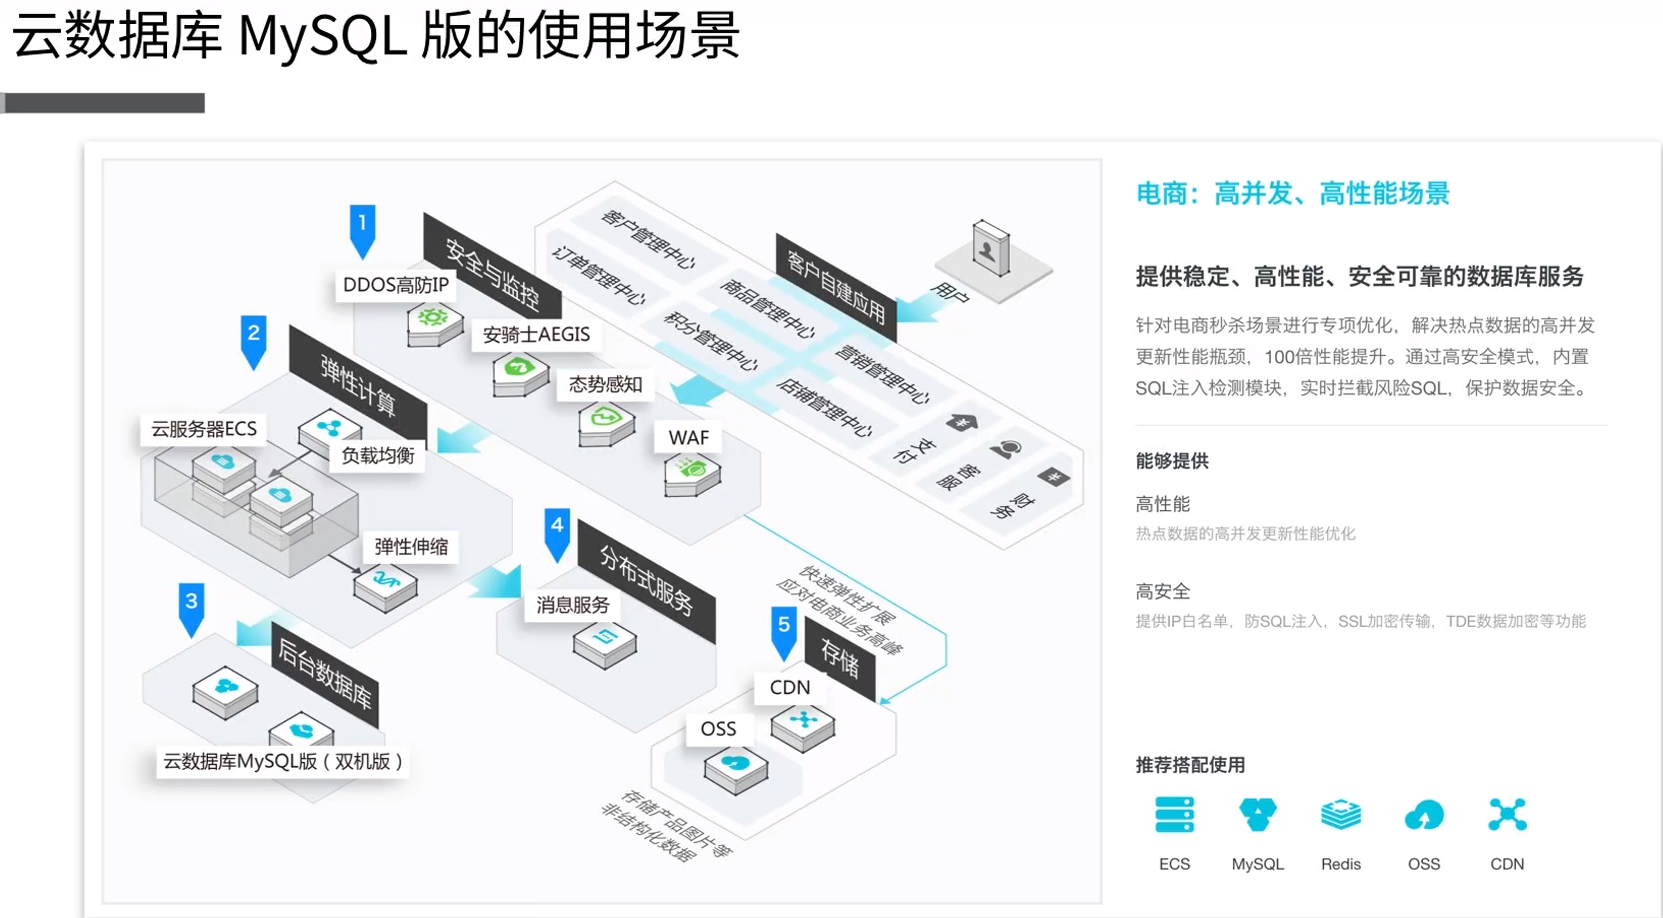 云数据库 MySQL 版的使用场景
1
安全与监控
DDOS高防IP
安骑士AEGIS
态势感知
WAF
客户管理中心
订单管理中心
商品管理中心
积分管理中心
营销管理中心
店铺管理中心
支付
客服
财务
客户自建应用
用户
2
弹性计算
云服务器ECS
负载均衡
弹性伸缩
3
后台数据库
云数据库MySQL版（双机版）
4
分布式服务
消息服务
快速弹性扩展
应对电商业务高峰
5
存储
CDN
OSS
存储产品图片等
非结构化数据
电商：高并发、高性能场景
提供稳定、高性能、安全可靠的数据库服务
针对电商秒杀场景进行专项优化，解决热点数据的高并发
更新性能瓶颈，100倍性能提升。通过高安全模式，内置
SQL注入检测模块，实时拦截风险SQL，保护数据安全。
能够提供
高性能
热点数据的高并发更新性能优化
高安全
提供IP白名单，防SQL注入，SSL加密传输，TDE数据加密等功能
推荐搭配使用
ECS
MySQL
Redis
OSS
CDN